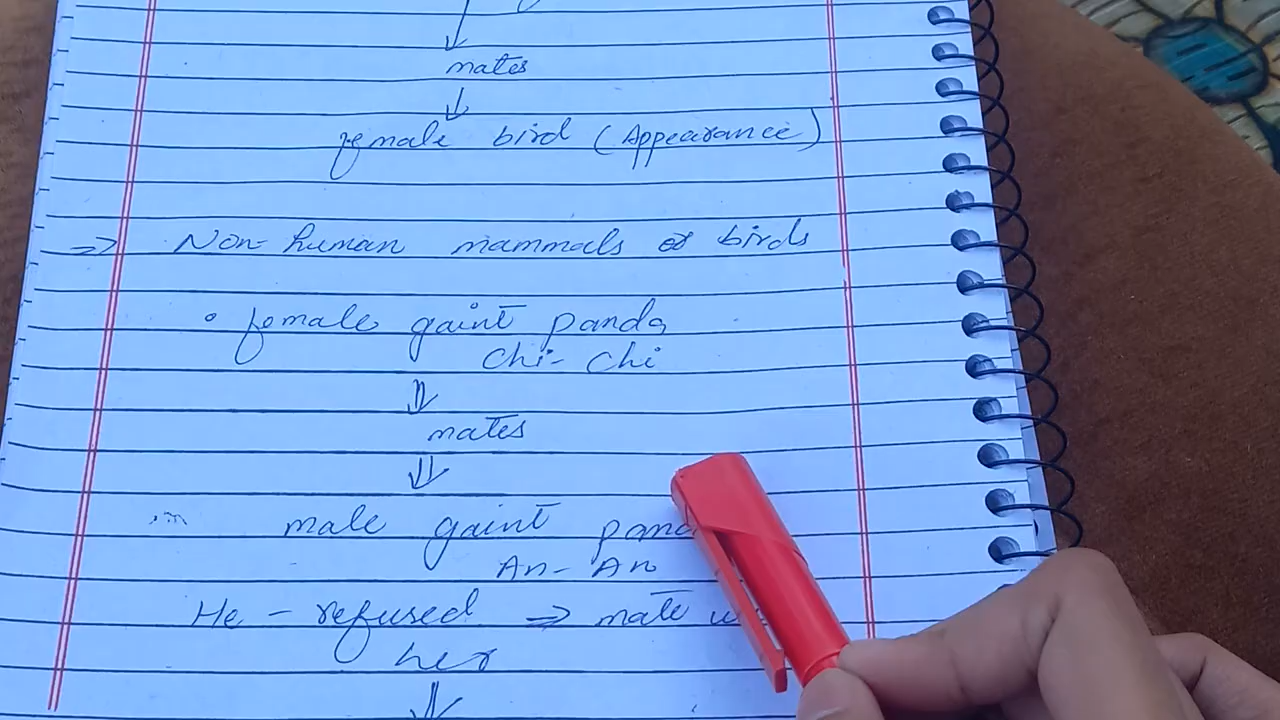 mates
female bird (Appearance)
⇒ Non-human mammals or birds
• female gaint panda
Chi-Chi
mates
male gaint
An-An
He - refused ⇒ mate
her